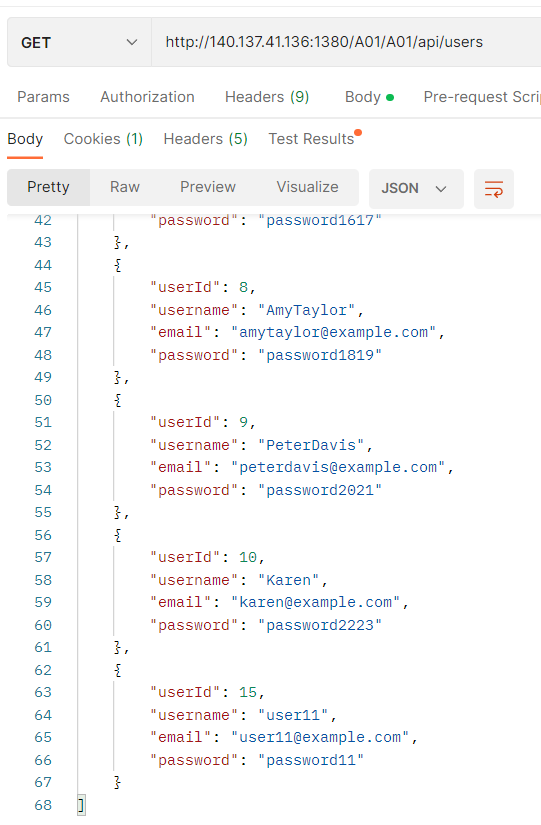 GET http://140.137.41.136:1380/A01/A01/api/users
Params Authorization Headers (9) Body Pre-request Scri
Body Cookies (1) Headers (5) Test Results
Pretty Raw Preview Visualize JSON
42 "password": "password1617"
43 },
44 {
45 "userId": 8,
46 "username": "AmyTaylor",
47 "email": "amytaylor@example.com",
48 "password": "password1819"
49 },
50 {
51 "userId": 9,
52 "username": "PeterDavis",
53 "email": "peterdavis@example.com",
54 "password": "password2021"
55 },
56 {
57 "userId": 10,
58 "username": "Karen",
59 "email": "karen@example.com",
60 "password": "password2223"
61 },
62 {
63 "userId": 15,
64 "username": "user11",
65 "email": "user11@example.com",
66 "password": "password11"
67 }
68 ]